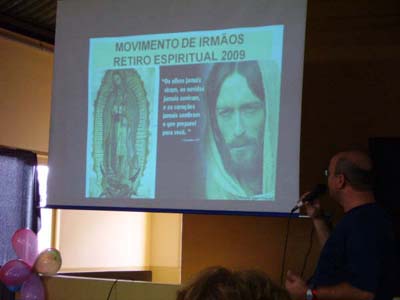 MOVIMENTO DE IRMÃOS
RETIRO ESPIRITUAL 2009
"Os olhos jamais
viram, os ouvidos
jamais ouviram,
e os corações
jamais sentiram
o que preparei
para você. "